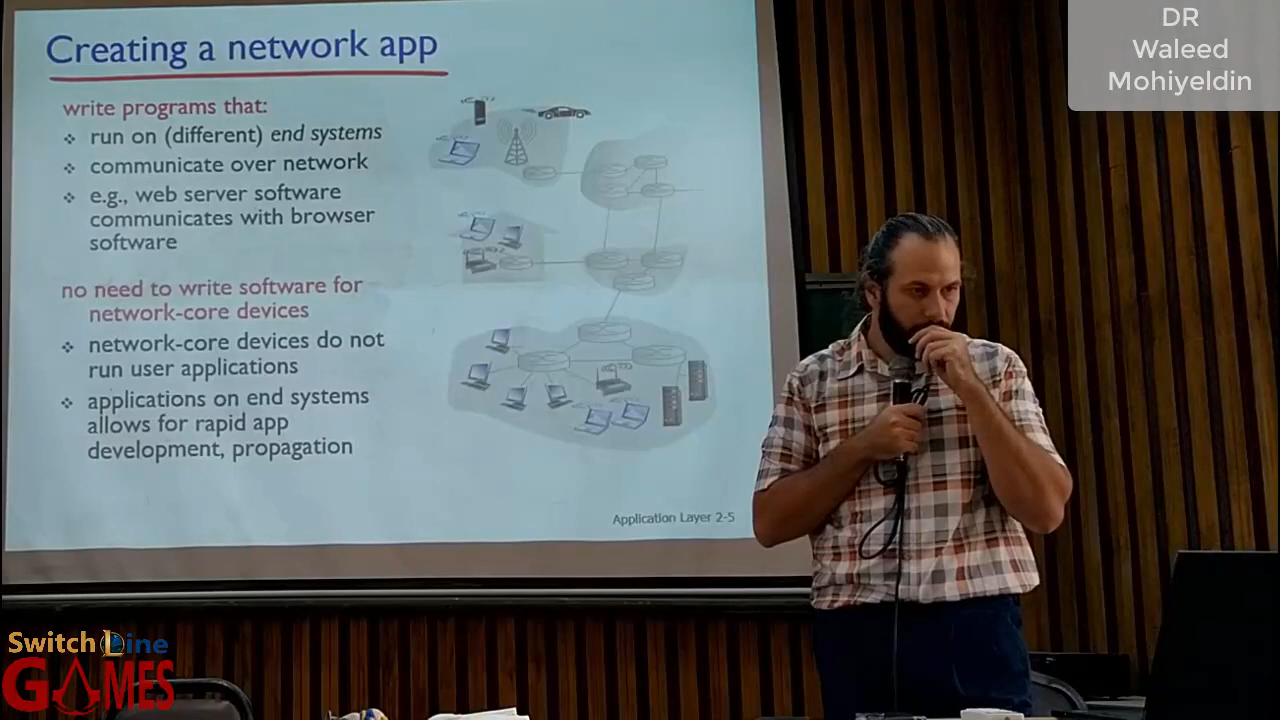 Creating a network app
write programs that:
run on (different) end systems
communicate over network
e.g., web server software
communicates with browser
software
no need to write software for
network-core devices
network-core devices do not
run user applications
applications on end systems
allows for rapid app
development, propagation
Application Layer 2-5
DR
Waleed
Mohiyeldin
Switch Line
GAMES